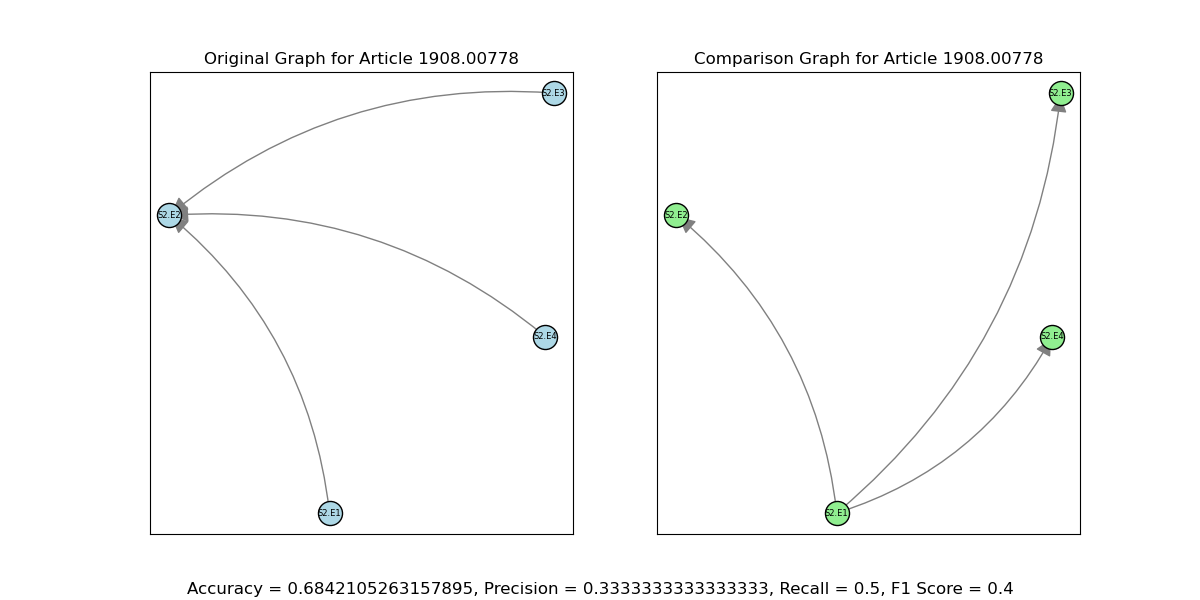 Original Graph for Article 1908.00778
Comparison Graph for Article 1908.00778
S2.E3
S2.E3
S2.E2
S2.E2
S2.E4
S2.E4
S2.E1
S2.E1
Accuracy = 0.6842105263157895, Precision = 0.3333333333333333, Recall = 0.5, F1 Score = 0.4